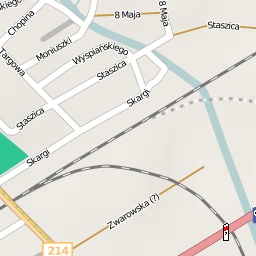 8 Maja
8 Maja
Staszica
Chopina
Moniuszki
Wyspiańskiego
Targowa
Staszica
Skargi
Staszica
Skargi
Zwarowska (?)
214